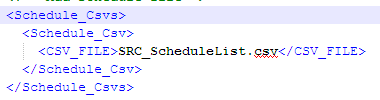 <Schedule_Csvs>
<Schedule_Csv>
<CSV_FILE>SRC_ScheduleList.csv</CSV_FILE>
</Schedule_Csv>
</Schedule_Csvs>